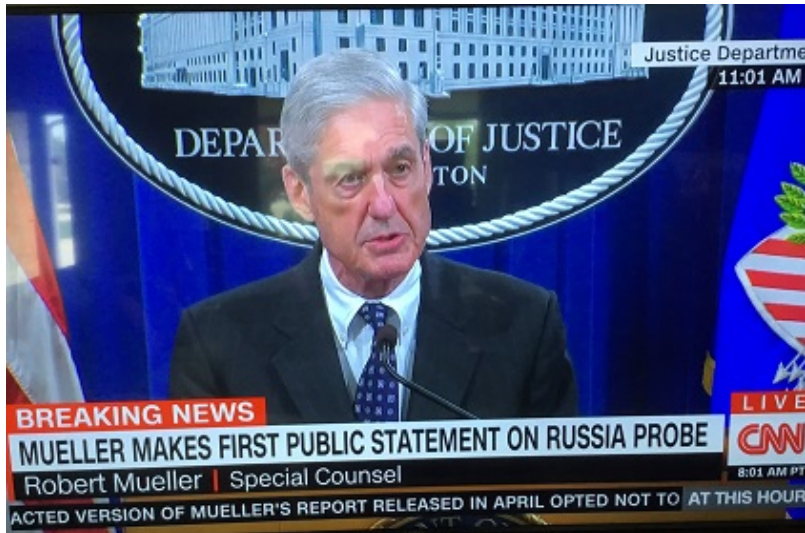 Justice Departme
11:01 AM
DEPAR OF JUSTICE
TON
BREAKING NEWS
MUELLER MAKES FIRST PUBLIC STATEMENT ON RUSSIA PROBE
Robert Mueller | Special Counsel
LIVE
CNN
8:01 AM PT
ACTED VERSION OF MUELLER'S REPORT RELEASED IN APRIL OPTED NOT TO AT THIS HOUR